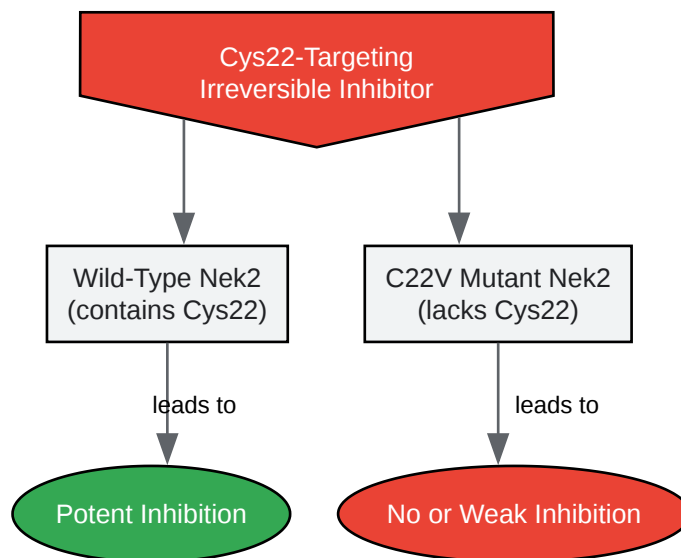 Cys22-Targeting
Irreversible Inhibitor
Wild-Type Nek2
(contains Cys22)
C22V Mutant Nek2
(lacks Cys22)
leads to
leads to
Potent Inhibition
No or Weak Inhibition